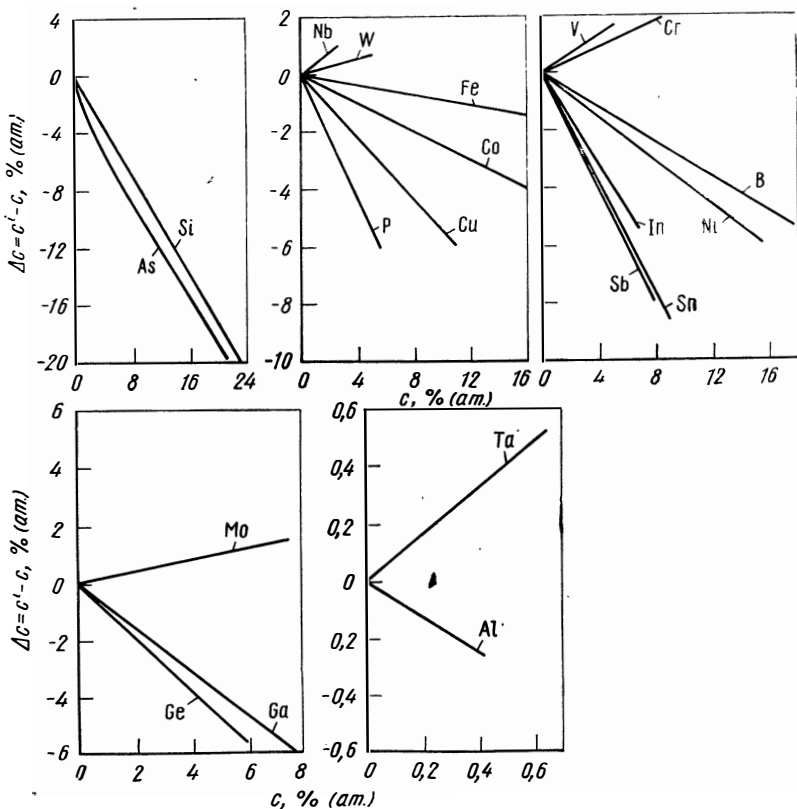 Δc=cⁱ-c, % (ат.)
4
0
-4
-8
-12
-16
-20
0
8
16
24
Si
As
2
0
-2
-4
-6
-8
-10
0
4
8
12
16
Nb
W
Fe
Co
Cu
P
c, % (ат.)
V
Cr
B
Ni
In
Sb
Sn
0
4
8
12
16
Δc=cⁱ-c, % (ат.)
6
4
2
0
-2
-4
-6
0
2
4
6
8
Mo
Ge
Ga
c, % (ат.)
0,6
0,4
0,2
0
0,2
-0,4
-0,6
0
0,2
0,4
0,6
Ta
Al